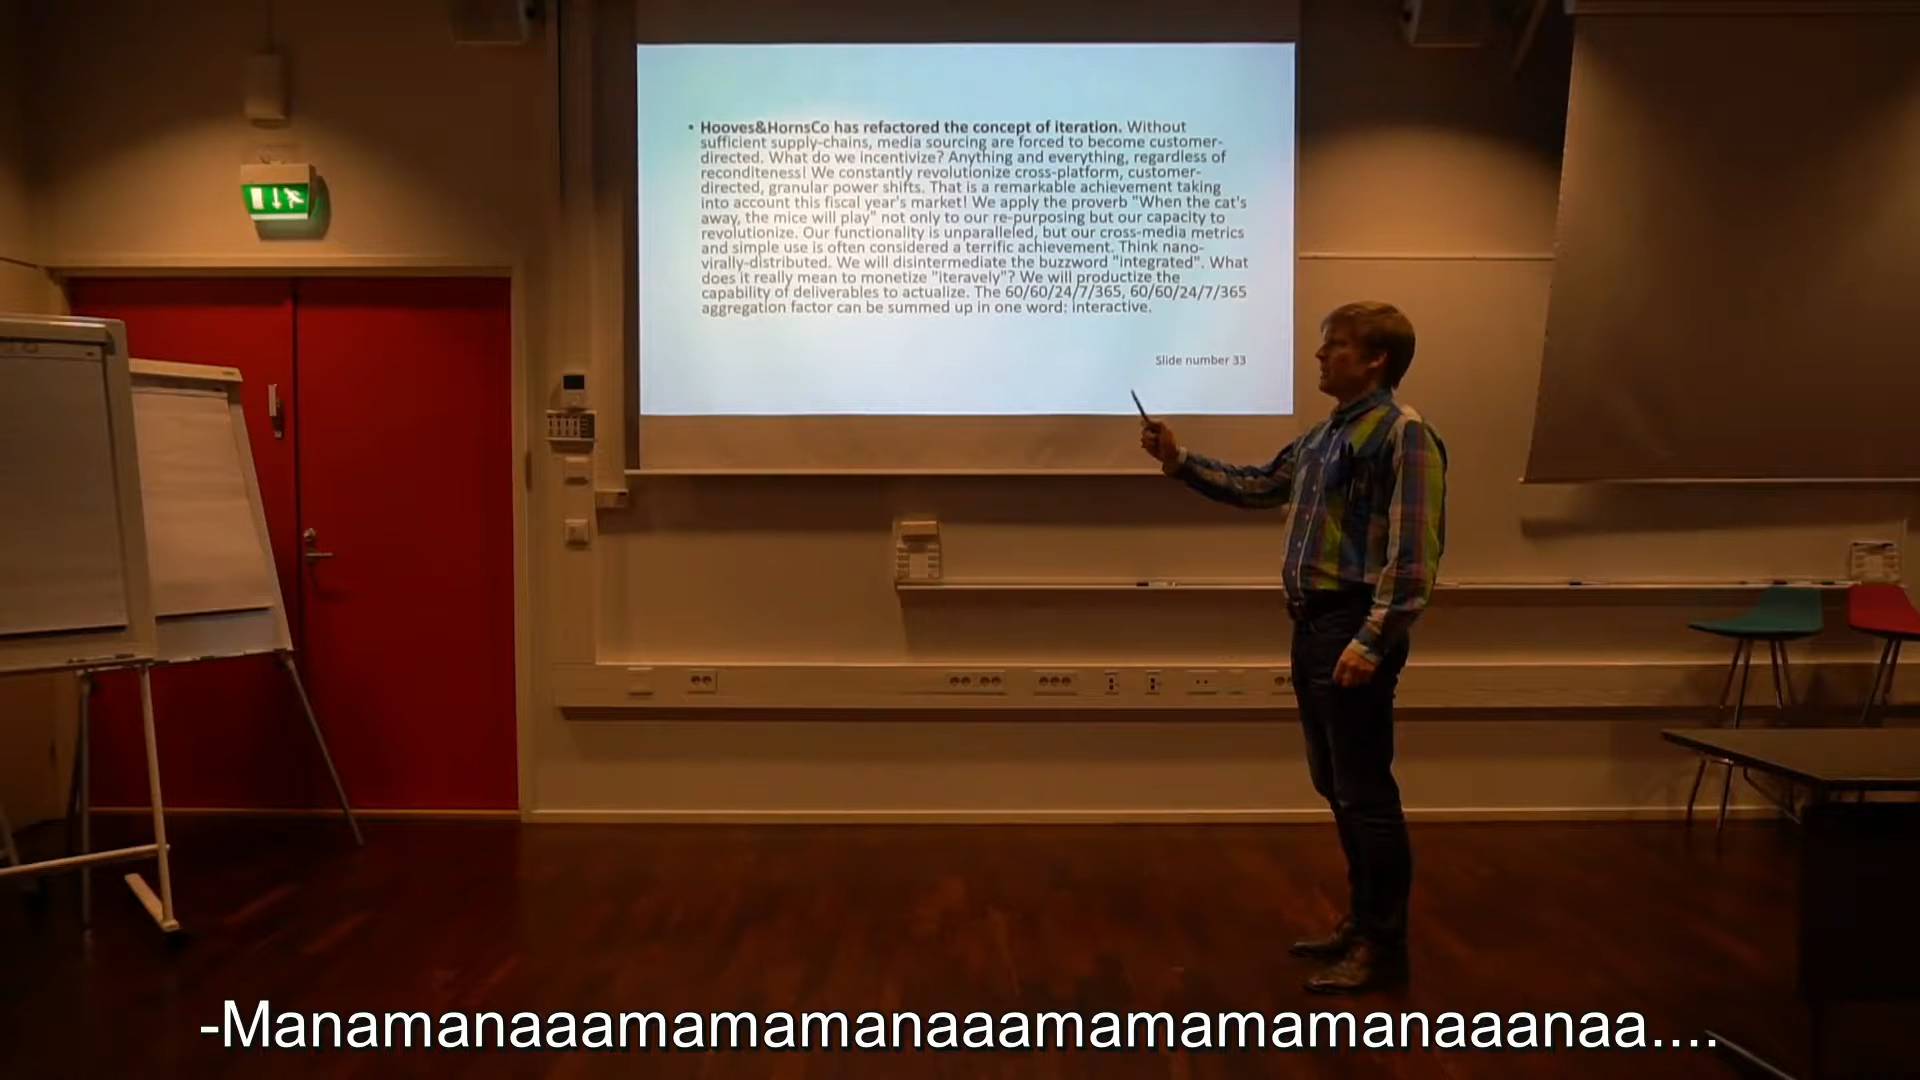 • Hooves&HornsCo has refactored the concept of iteration. Without
sufficient supply-chains, media sourcing are forced to become customer-
directed. What do we incentivize? Anything and everything, regardless of
reconditeness! We constantly revolutionize cross-platform, customer-
directed, granular power shifts. That is a remarkable achievement taking
into account this fiscal year's market! We apply the proverb "When the cat's
away, the mice will play" not only to our re-purposing but our capacity to
revolutionize. Our functionality is unparalleled, but our cross-media metrics
and simple use is often considered a terrific achievement. Think nano-
virally-distributed. We will disintermediate the buzzword "integrated". What
does it really mean to monetize "iteravely"? We will productize the
capability of deliverables to actualize. The 60/60/24/7/365, 60/60/24/7/365
aggregation factor can be summed up in one word: interactive.
Slide number 33
-Manamanaaamamamamanaaamamamamamanaaanaa....